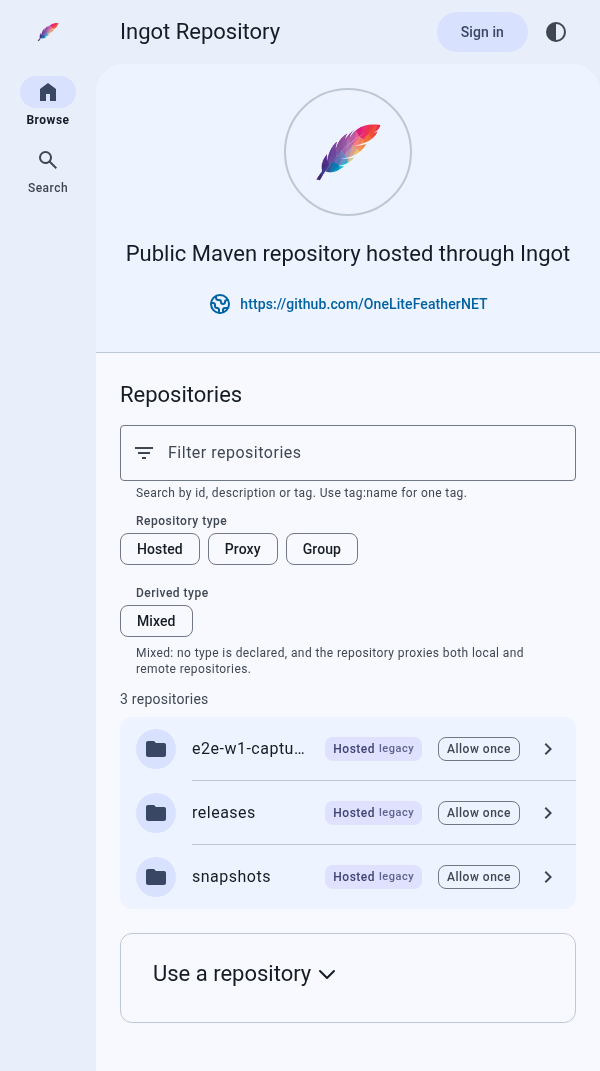 Ingot Repository
Sign in
Browse
Search
Public Maven repository hosted through Ingot
https://github.com/OneLiteFeatherNET
Repositories
Filter repositories
Search by id, description or tag. Use tag:name for one tag.
Repository type
Hosted Proxy Group
Derived type
Mixed
Mixed: no type is declared, and the repository proxies both local and
remote repositories.
3 repositories
e2e-w1-captu… Hosted legacy Allow once
releases Hosted legacy Allow once
snapshots Hosted legacy Allow once
Use a repository